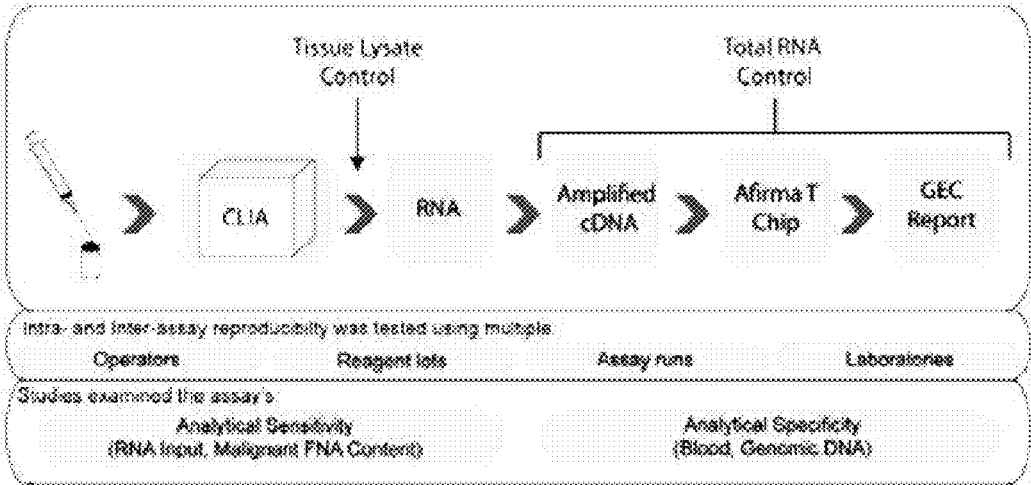 Tissue Lysate
Control
Total RNA
Control
CLIA
RNA
Amplified
cDNA
Afirma T
Chip
GEC
Report
Intra- and Inter-assay reproducibilty was tested using multiple
Operators
Reagent lots
Assay runs
Laboratories
Studies examined the assay's
Analytical Sensitivity
(RNA Input, Malignant FNA Content)
Analytical Specificity
(Blood, Genomic DNA)